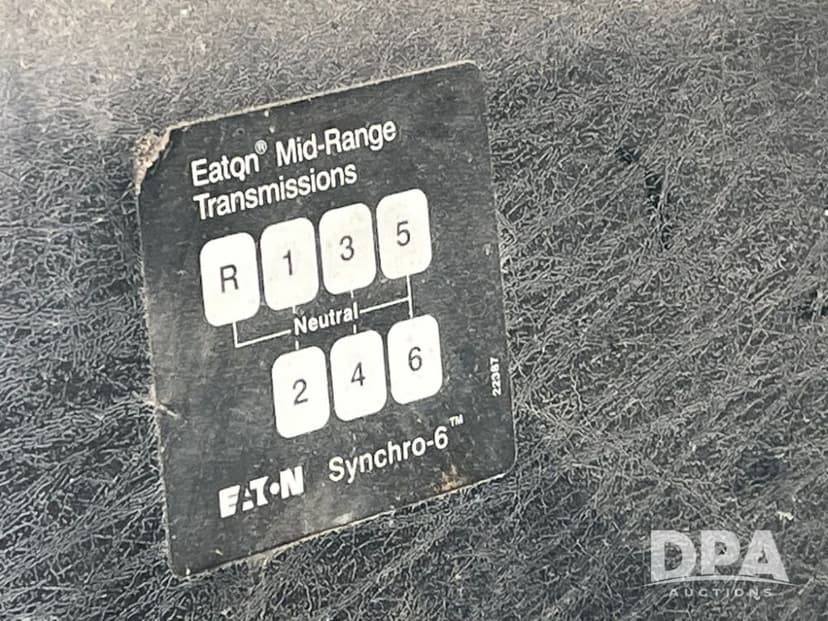 Eaton® Mid-Range
Transmissions
R 1 3 5
Neutral
2 4 6
22387
EATON Synchro-6™
DPA
AUCTIONS